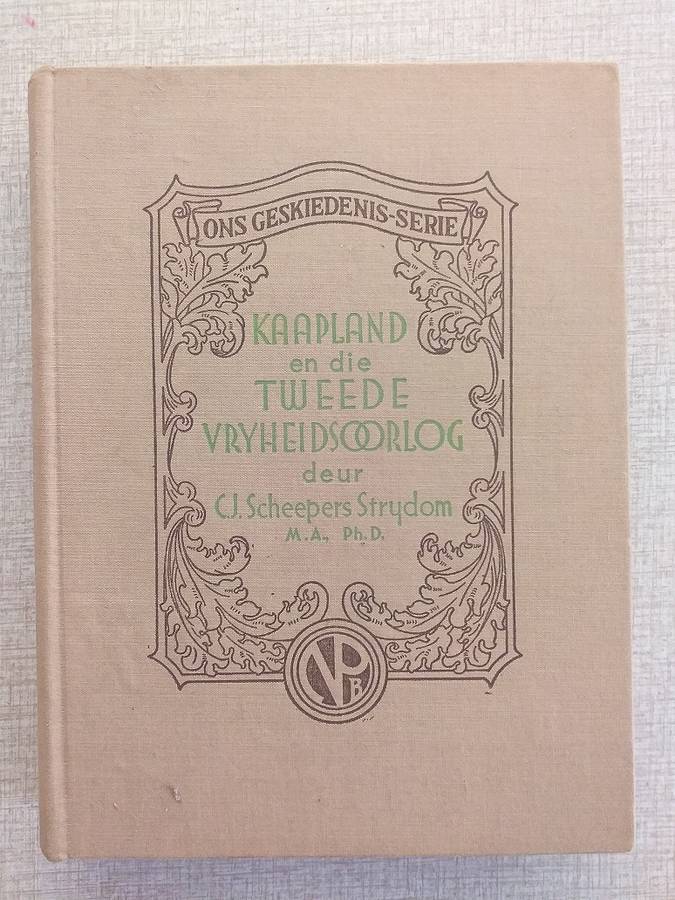 ONS GESKIEDENIS-SERIE
KAAPLAND
en die
TWEEDE
VRYHEIDSOORLOG
deur
C.J. Scheepers Strydom
M.A., Ph.D.
NPB